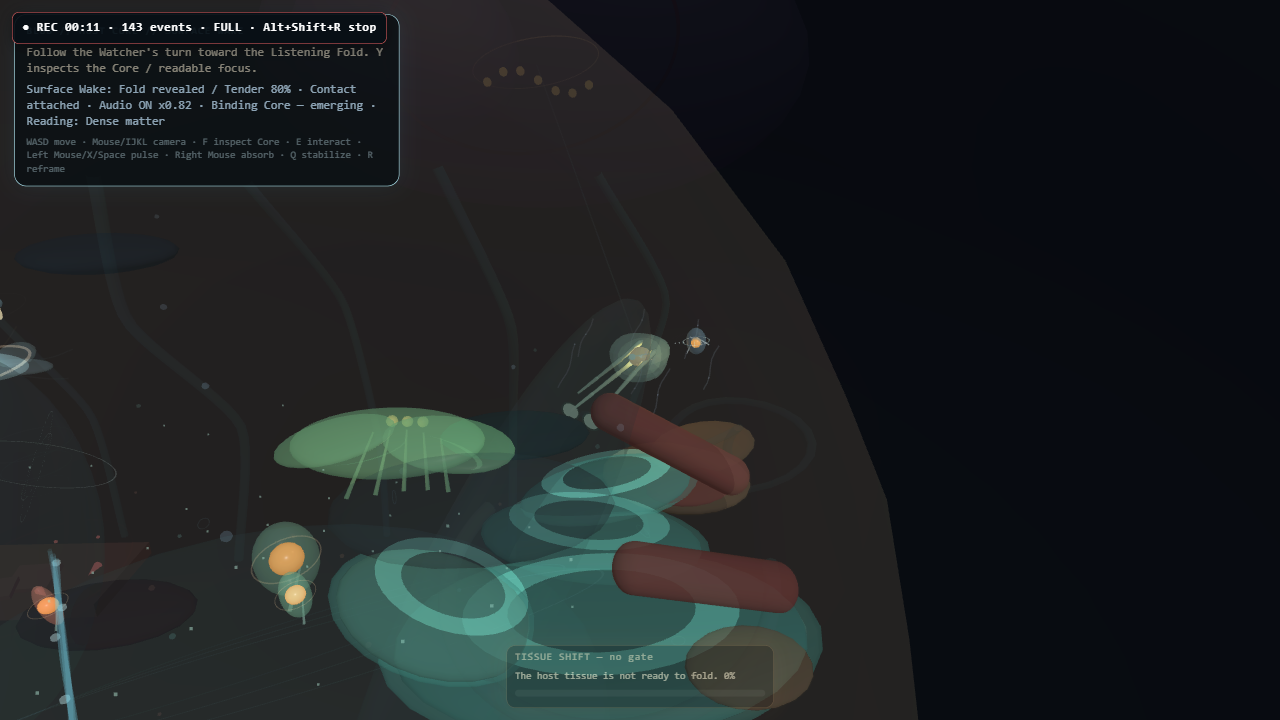 ● REC 00:11 · 143 events · FULL · Alt+Shift+R stop
Follow the Watcher's turn toward the Listening Fold. Y
inspects the Core / readable focus.
Surface Wake: Fold revealed / Tender 80% · Contact
attached · Audio ON x0.82 · Binding Core — emerging ·
Reading: Dense matter
WASD move · Mouse/IJKL camera · F inspect Core · E interact ·
Left Mouse/X/Space pulse · Right Mouse absorb · Q stabilize · R
reframe
TISSUE SHIFT — no gate
The host tissue is not ready to fold. 0%